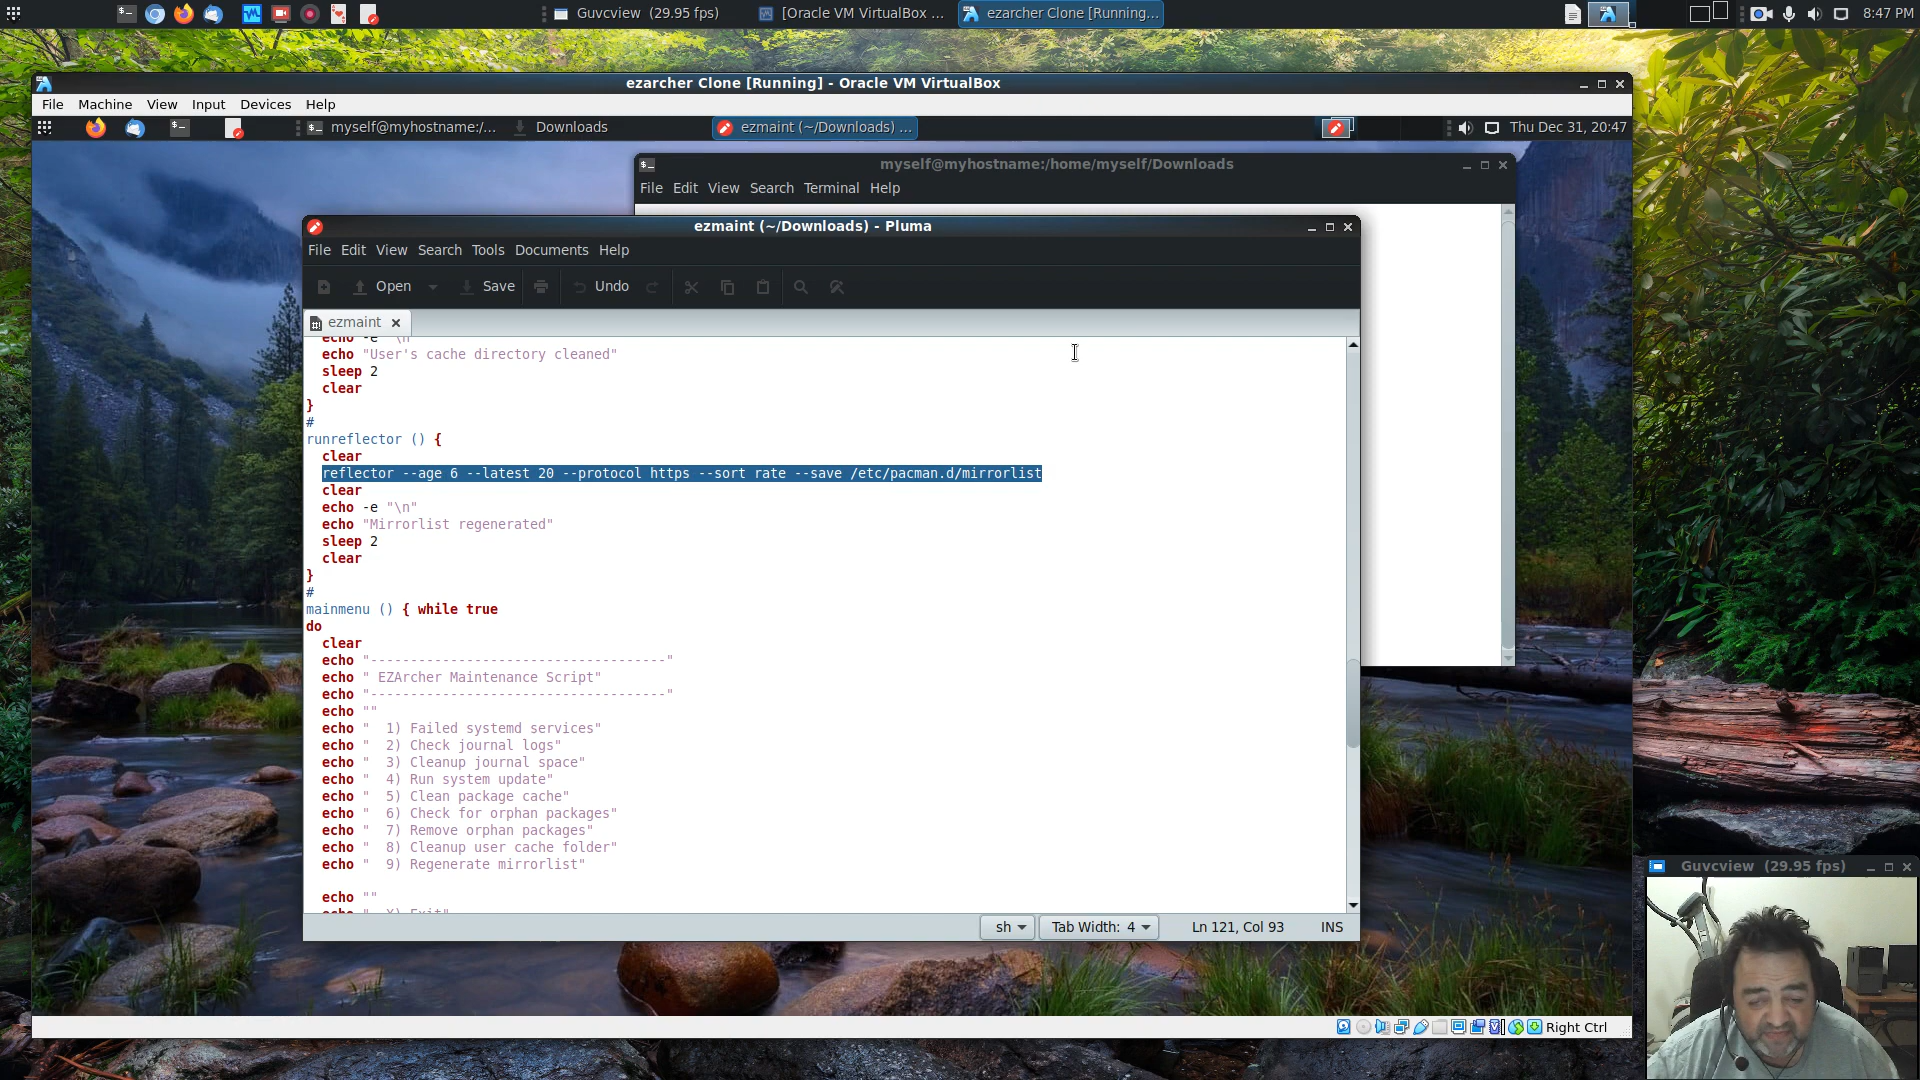 Guvcview (29.95 fps)
[Oracle VM VirtualBox ...
ezarcher Clone [Running...
8:47 PM
ezarcher Clone [Running] - Oracle VM VirtualBox
File Machine View Input Devices Help
myself@myhostname:/...
Downloads
ezmaint (~/Downloads) ...
Thu Dec 31, 20:47
myself@myhostname:/home/myself/Downloads
File Edit View Search Terminal Help
ezmaint (~/Downloads) - Pluma
File Edit View Search Tools Documents Help
Open Save Undo
ezmaint
echo -e "\n"
echo "User's cache directory cleaned"
sleep 2
clear
}
#
runreflector () {
clear
reflector --age 6 --latest 20 --protocol https --sort rate --save /etc/pacman.d/mirrorlist
clear
echo -e "\n"
echo "Mirrorlist regenerated"
sleep 2
clear
}
#
mainmenu () { while true
do
clear
echo "-------------------------------------"
echo " EZArcher Maintenance Script"
echo "-------------------------------------"
echo ""
echo "  1) Failed systemd services"
echo "  2) Check journal logs"
echo "  3) Cleanup journal space"
echo "  4) Run system update"
echo "  5) Clean package cache"
echo "  6) Check for orphan packages"
echo "  7) Remove orphan packages"
echo "  8) Cleanup user cache folder"
echo "  9) Regenerate mirrorlist"
echo ""
echo "  X) Exit"
sh Tab Width: 4 Ln 121, Col 93 INS
Right Ctrl
Guvcview (29.95 fps)